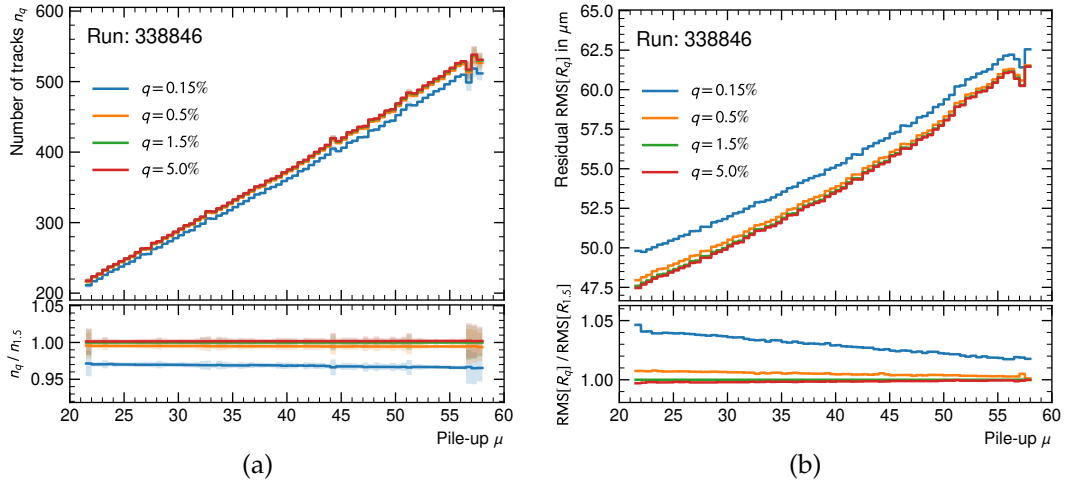 Number of tracks n_q
600
500
400
300
200
Run: 338846
q = 0.15%
q = 0.5%
q = 1.5%
q = 5.0%
n_q / n_1.5
1.05
1.00
0.95
20 25 30 35 40 45 50 55 60
Pile-up μ
(a)
Residual RMS[R_q] in μm
65.0
62.5
60.0
57.5
55.0
52.5
50.0
47.5
Run: 338846
q = 0.15%
q = 0.5%
q = 1.5%
q = 5.0%
RMS[R_q] / RMS[R_1.5]
1.05
1.00
20 25 30 35 40 45 50 55 60
Pile-up μ
(b)